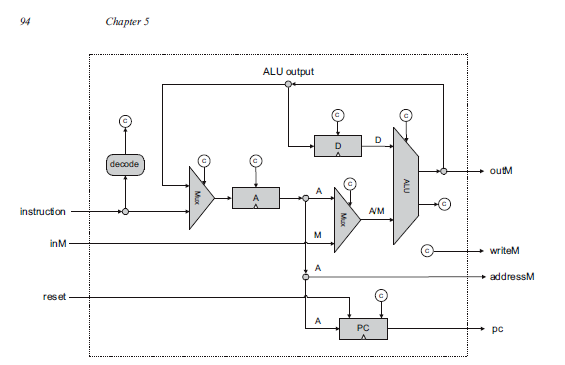 94 Chapter 5
ALU output
C
C
C
D
D
decode
C
C
outM
Mux
A
A
C
Mux
ALU
A/M
C
instruction
M
inM
C
writeM
A
addressM
reset
C
A
PC
pc